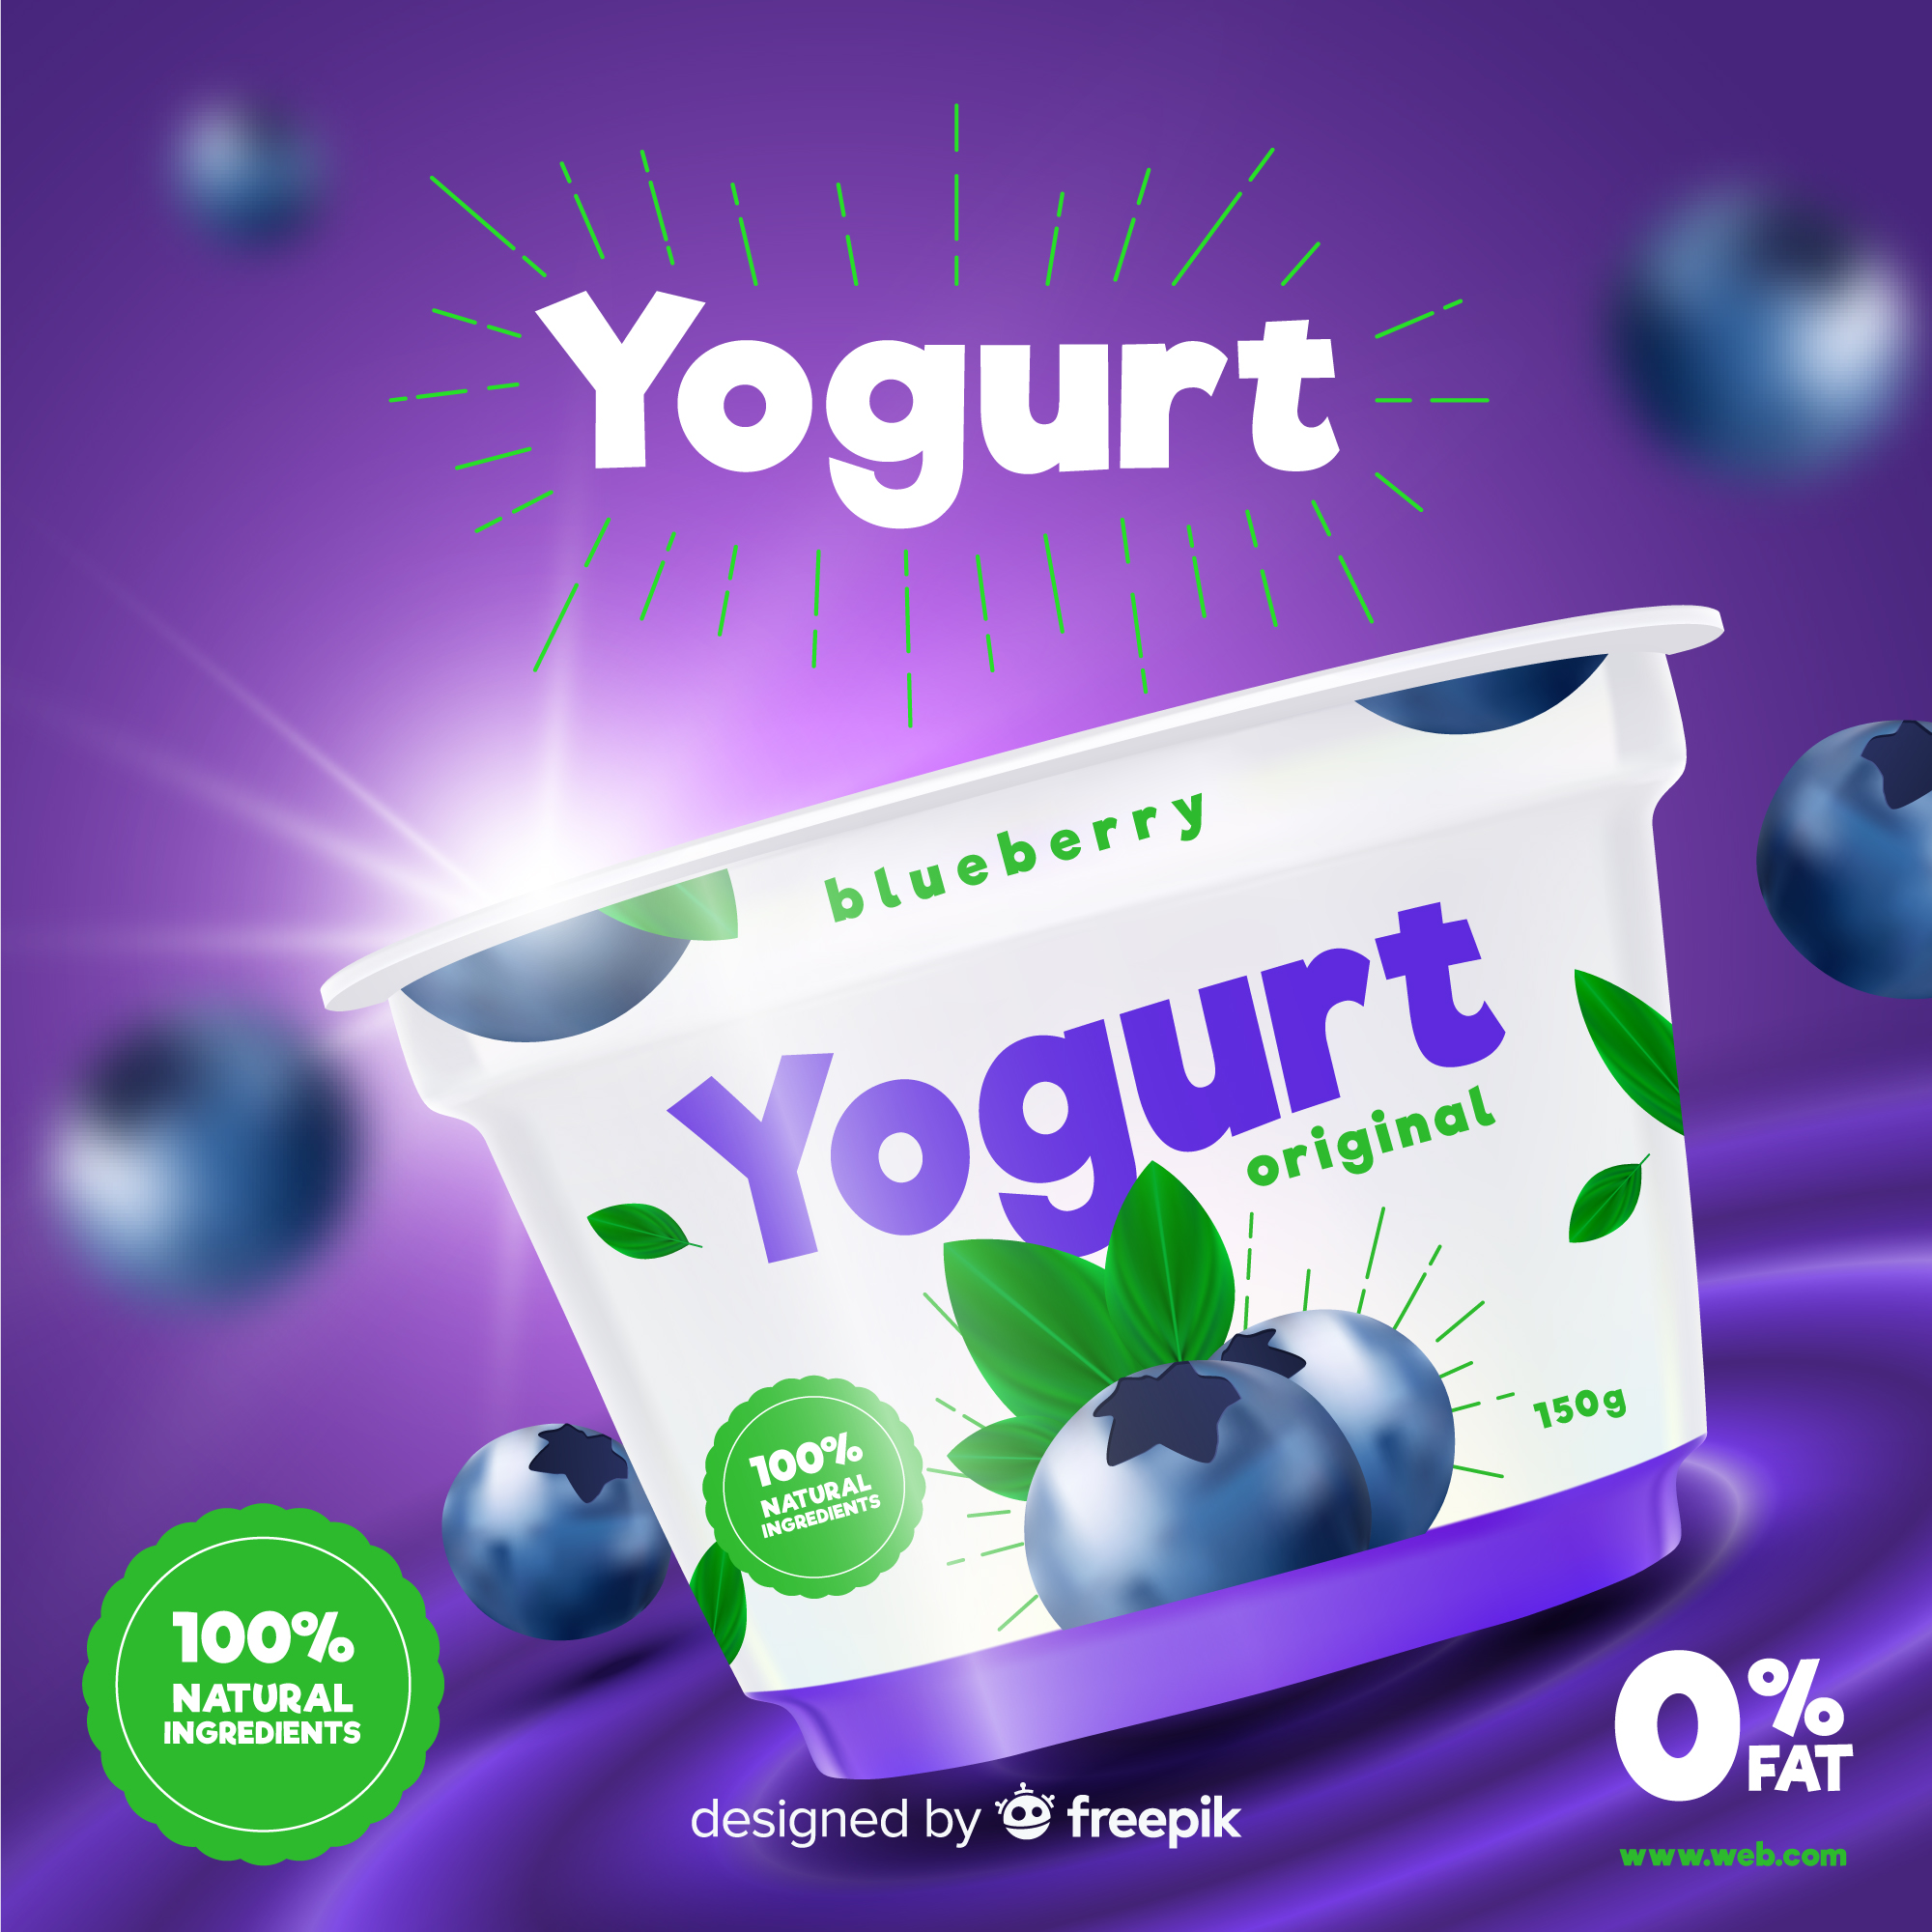 Yogurt
blueberry
Yogurt
original
150g
100%
NATURAL
INGREDIENTS
100%
NATURAL
INGREDIENTS
0%
FAT
designed by freepik
www.web.com